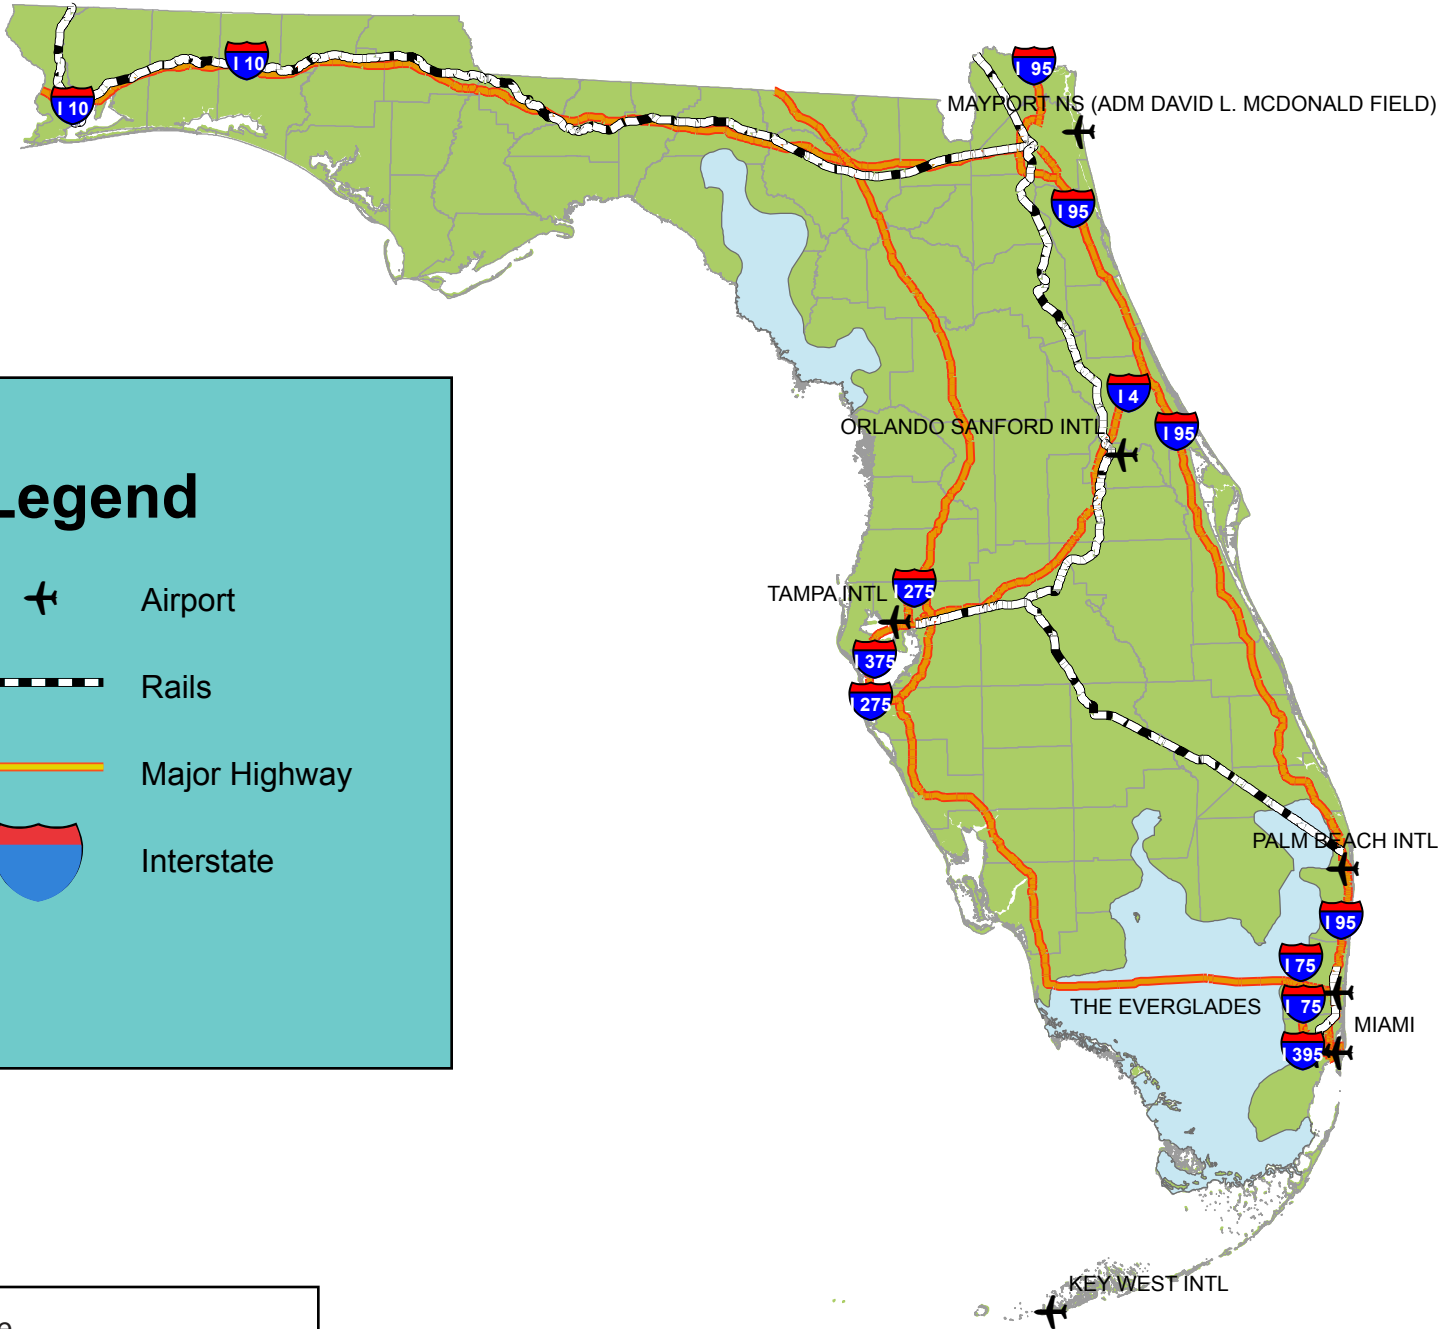 I 10
I 10
I 95
MAYPORT NS (ADM DAVID L. MCDONALD FIELD)
I 95
I 4
ORLANDO SANFORD INTL
I 95
Legend
Airport
Rails
Major Highway
Interstate
TAMPA INTL
I 275
I 375
I 275
PALM BEACH INTL
I 95
I 75
THE EVERGLADES
I 75
MIAMI
I 395
KEY WEST INTL